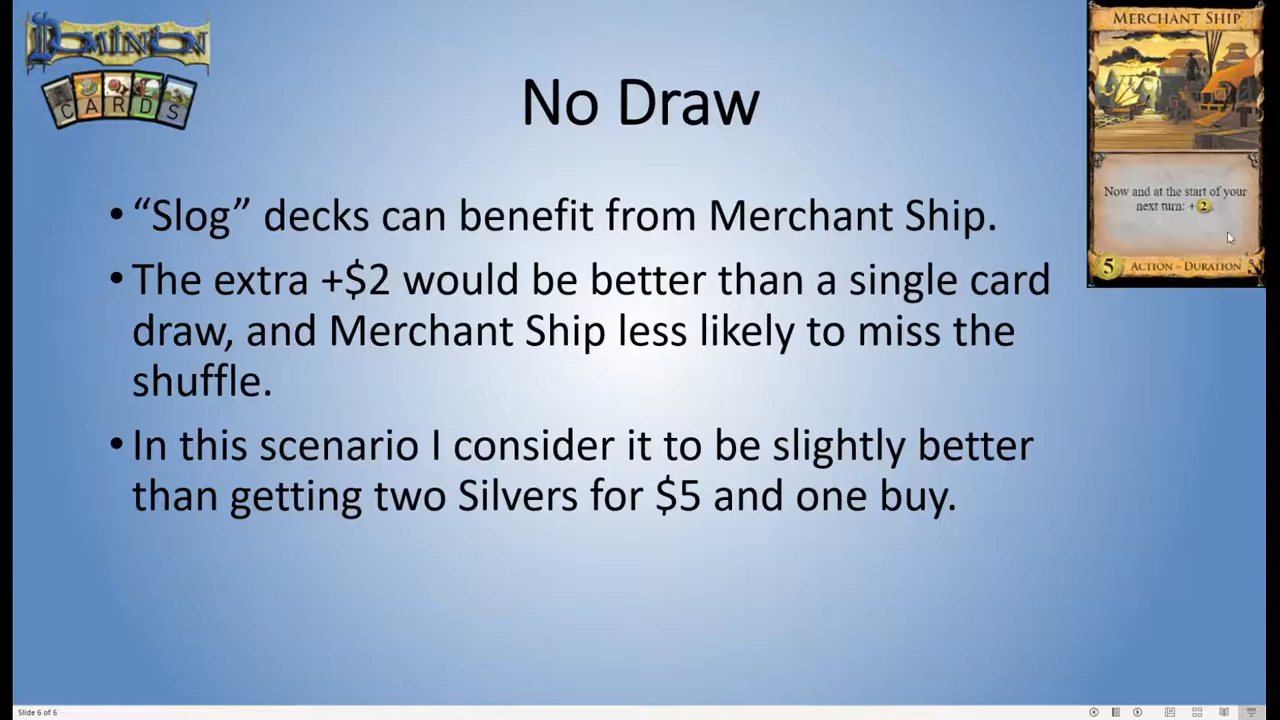 DOMINION
CARDS
No Draw
MERCHANT SHIP
Now and at the start of your
next turn: +2.
5 ACTION - DURATION
• “Slog” decks can benefit from Merchant Ship.
• The extra +$2 would be better than a single card
draw, and Merchant Ship less likely to miss the
shuffle.
• In this scenario I consider it to be slightly better
than getting two Silvers for $5 and one buy.
Slide 6 of 6